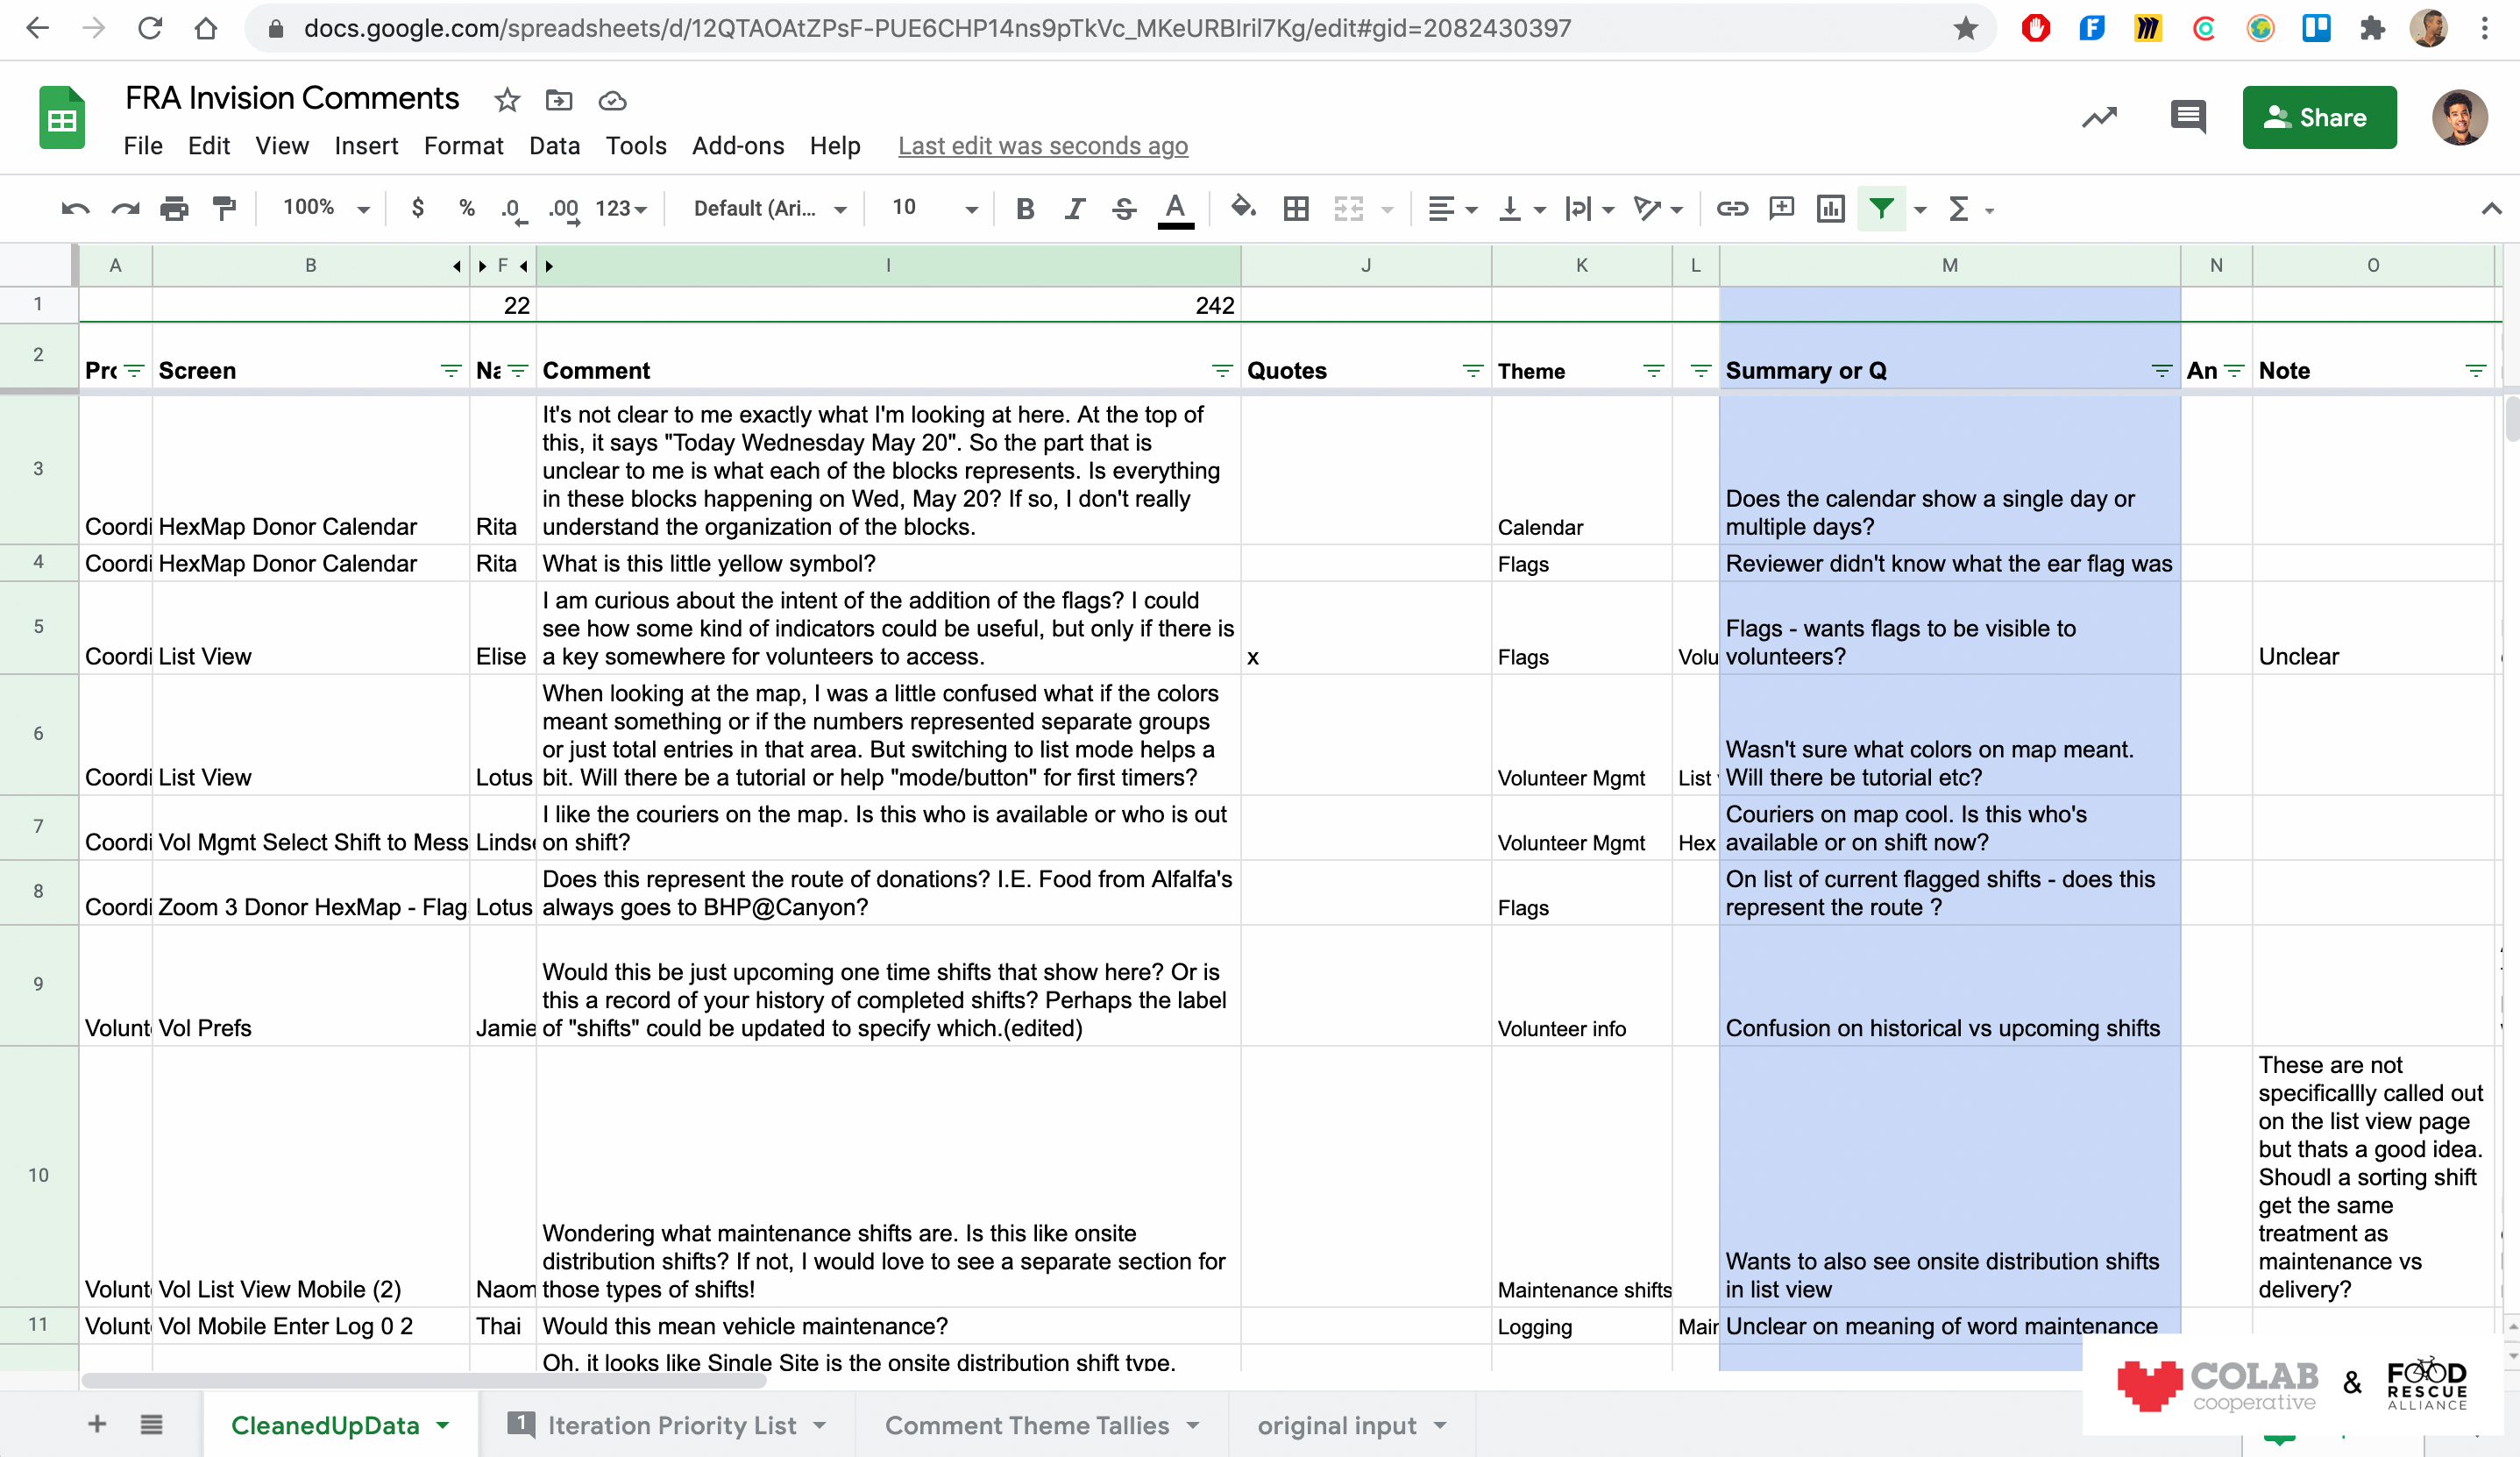 docs.google.com/spreadsheets/d/12QTAOAtZPsF-PUE6CHP14ns9pTkVc_MKeURBIril7Kg/edit#gid=2082430397
FRA Invision Comments
Share
File Edit View Insert Format Data Tools Add-ons Help Last edit was seconds ago
100% $ % .0 .00 123 Default (Ari... 10 B I S A
A B F I J K L M N O
1 22 242
2 Pro Screen Na Comment Quotes Theme Summary or Q An Note
3
It's not clear to me exactly what I'm looking at here. At the top of
this, it says "Today Wednesday May 20". So the part that is
unclear to me is what each of the blocks represents. Is everything
in these blocks happening on Wed, May 20? If so, I don't really
understand the organization of the blocks.
Coordi HexMap Donor Calendar Rita
Calendar
Does the calendar show a single day or
multiple days?
4 Coordi HexMap Donor Calendar Rita What is this little yellow symbol? Flags Reviewer didn't know what the ear flag was
5
I am curious about the intent of the addition of the flags? I could
see how some kind of indicators could be useful, but only if there is
a key somewhere for volunteers to access.
Coordi List View Elise
x Flags Volu
Flags - wants flags to be visible to
volunteers?
Unclear
6
When looking at the map, I was a little confused what if the colors
meant something or if the numbers represented separate groups
or just total entries in that area. But switching to list mode helps a
bit. Will there be a tutorial or help "mode/button" for first timers?
Coordi List View Lotus
Volunteer Mgmt List
Wasn't sure what colors on map meant.
Will there be tutorial etc?
7
I like the couriers on the map. Is this who is available or who is out
on shift?
Coordi Vol Mgmt Select Shift to Mess Linds
Volunteer Mgmt Hex
Couriers on map cool. Is this who's
available or on shift now?
8
Does this represent the route of donations? I.E. Food from Alfalfa's
always goes to BHP@Canyon?
Coordi Zoom 3 Donor HexMap - Flag Lotus
Flags
On list of current flagged shifts - does this
represent the route ?
9
Would this be just upcoming one time shifts that show here? Or is
this a record of your history of completed shifts? Perhaps the label
of "shifts" could be updated to specify which.(edited)
Volunt Vol Prefs Jamie
Volunteer info Confusion on historical vs upcoming shifts
10
Wondering what maintenance shifts are. Is this like onsite
distribution shifts? If not, I would love to see a separate section for
those types of shifts!
Volunt Vol List View Mobile (2) Naom
Maintenance shifts
Wants to also see onsite distribution shifts
in list view
These are not
specificallly called out
on the list view page
but thats a good idea.
Shoudl a sorting shift
get the same
treatment as
maintenance vs
delivery?
11 Volunt Vol Mobile Enter Log 0 2 Thai Would this mean vehicle maintenance? Logging Mair Unclear on meaning of word maintenance
Oh, it looks like Single Site is the onsite distribution shift type.
COLAB
cooperative
&
FOOD
RESCUE
ALLIANCE
CleanedUpData 1 Iteration Priority List Comment Theme Tallies original input